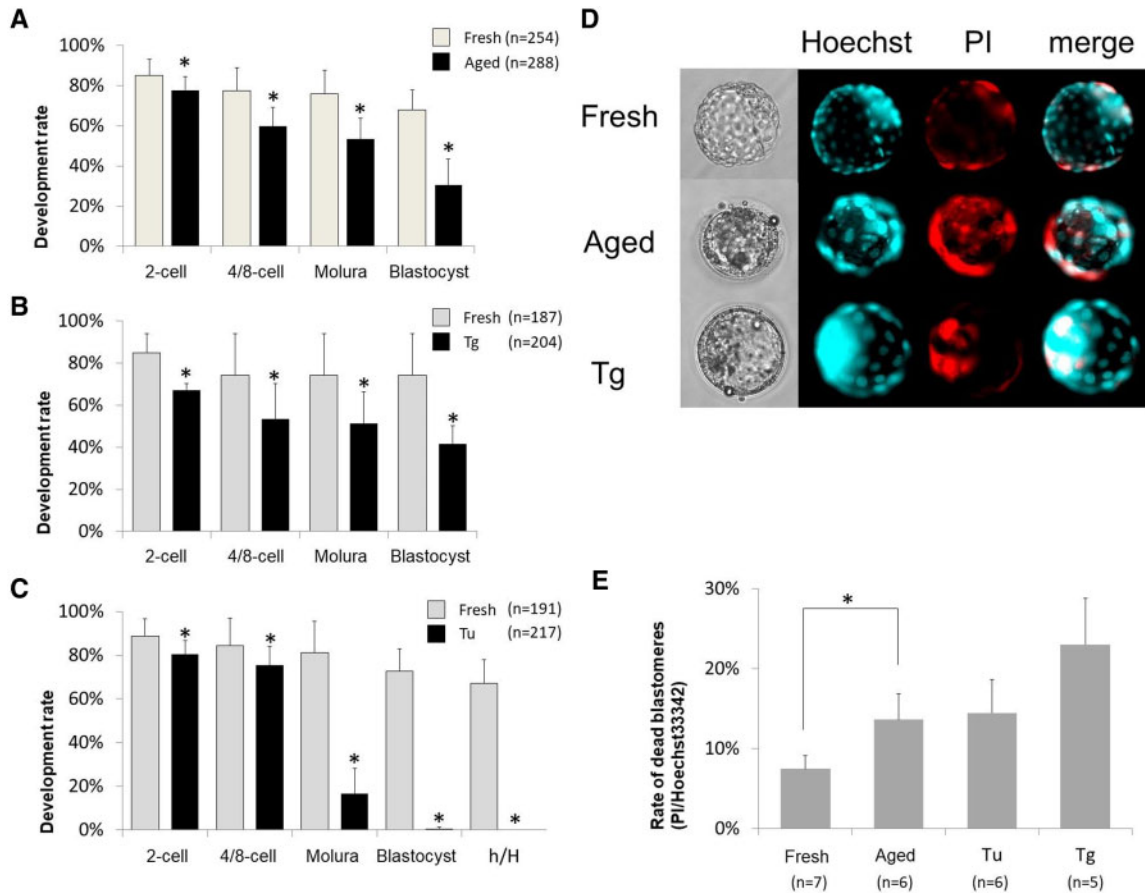 A
Fresh (n=254)
Aged (n=288)
Development rate
100%
80%
60%
40%
20%
0%
* * * *
2-cell 4/8-cell Molura Blastocyst
B
Fresh (n=187)
Tg (n=204)
Development rate
100%
80%
60%
40%
20%
0%
* * * *
2-cell 4/8-cell Molura Blastocyst
C
Fresh (n=191)
Tu (n=217)
Development rate
100%
80%
60%
40%
20%
0%
* * * * *
2-cell 4/8-cell Molura Blastocyst h/H
D
Hoechst PI merge
Fresh
Aged
Tg
E
Rate of dead blastomeres
(PI/Hoechst33342)
30%
20%
10%
0%
*
Fresh Aged Tu Tg
(n=7) (n=6) (n=6) (n=5)